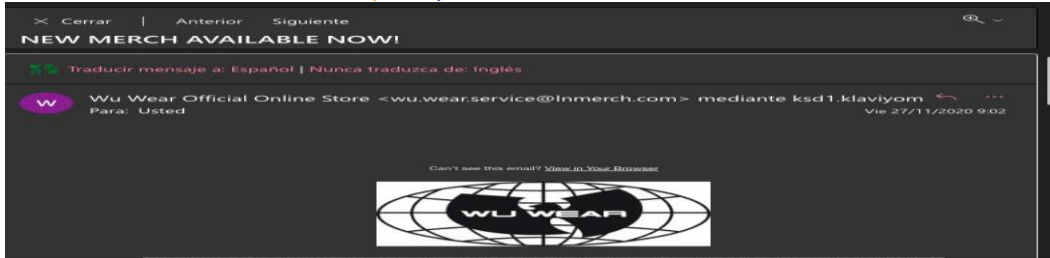 ✕ Cerrar | Anterior Siguiente
NEW MERCH AVAILABLE NOW!
Traducir mensaje a: Español | Nunca traduzca de: Inglés
W
Wu Wear Official Online Store <wu.wear.service@lnmerch.com> mediante ksd1.klaviyom
Para: Usted
Vie 27/11/2020 9:02
Can't see this email? View in Your Browser
WU WEAR